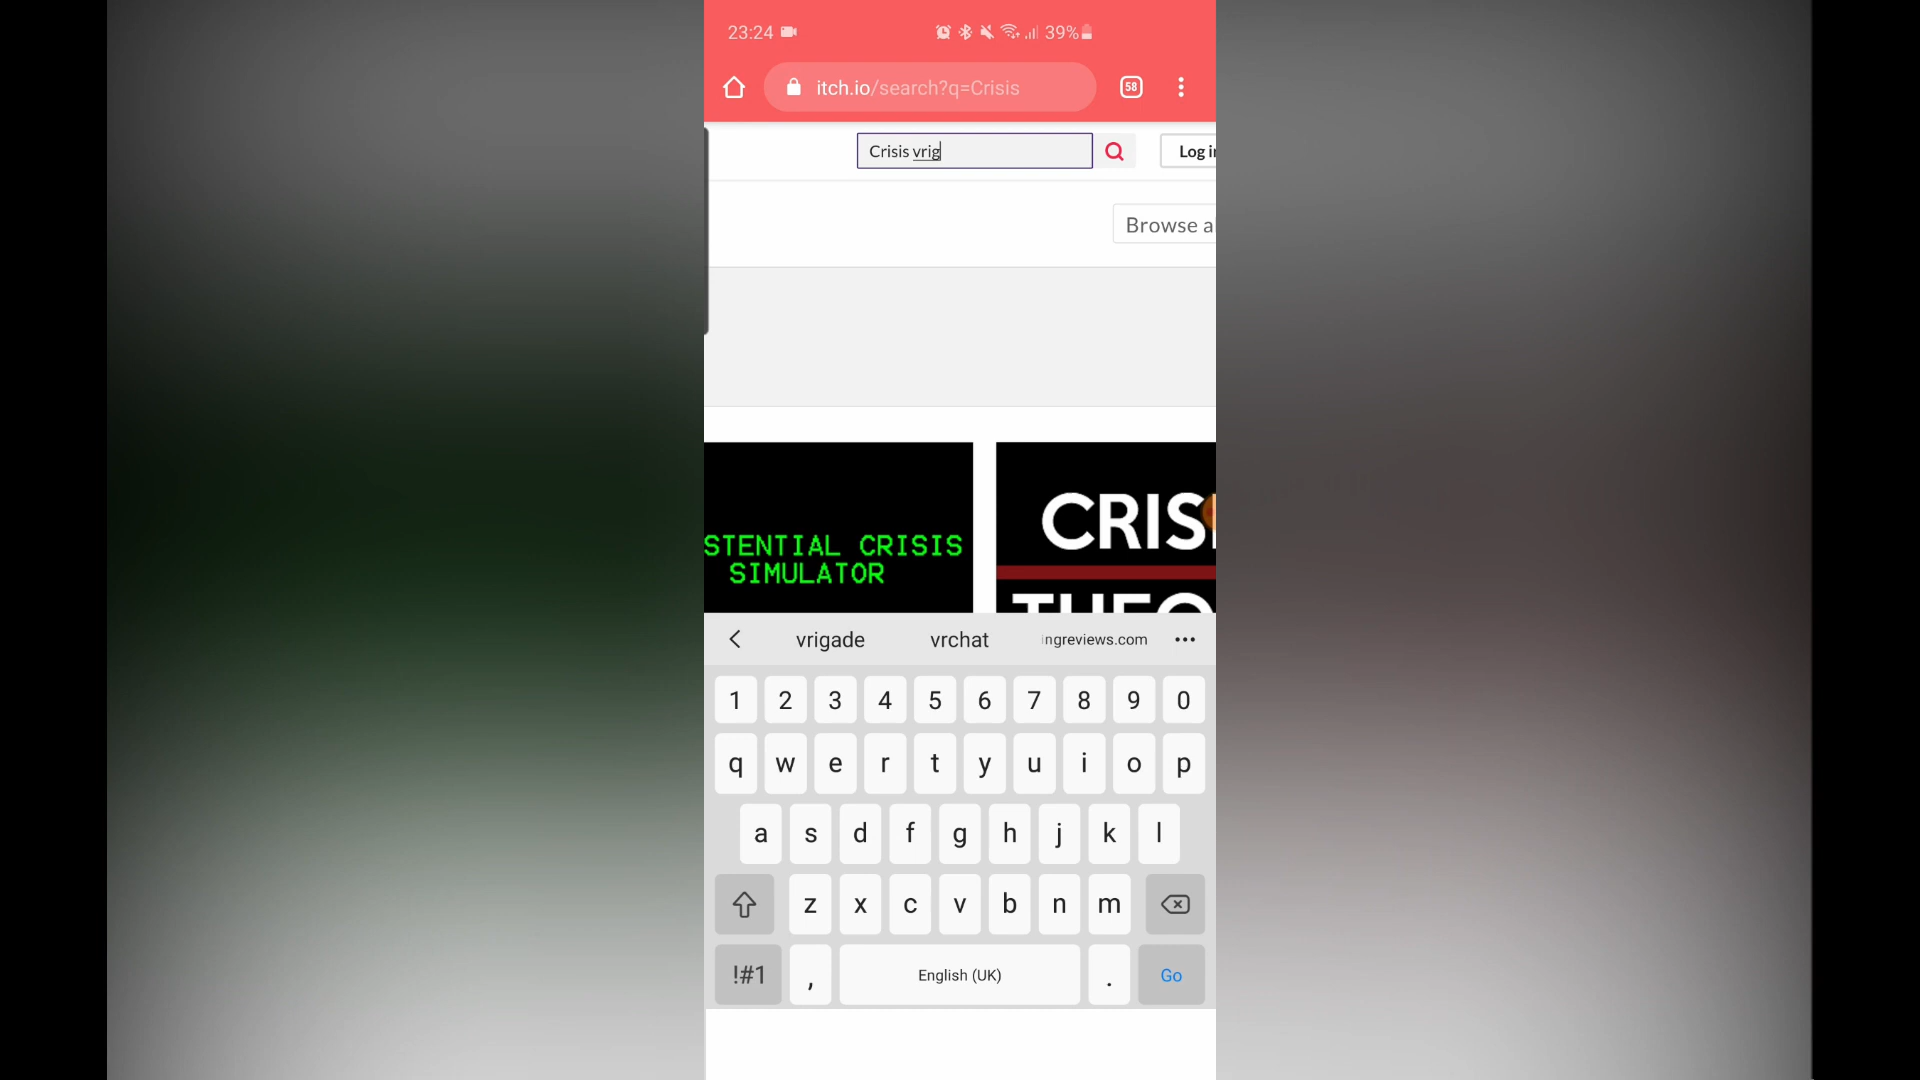 23:24
39%
itch.io/search?q=Crisis
58
Crisis vrig
Log i
Browse a
STENTIAL CRISIS
SIMULATOR
CRIS
THEO
vrigade
vrchat
ngreviews.com
1 2 3 4 5 6 7 8 9 0
q w e r t y u i o p
a s d f g h j k l
z x c v b n m
!#1 , English (UK) . Go